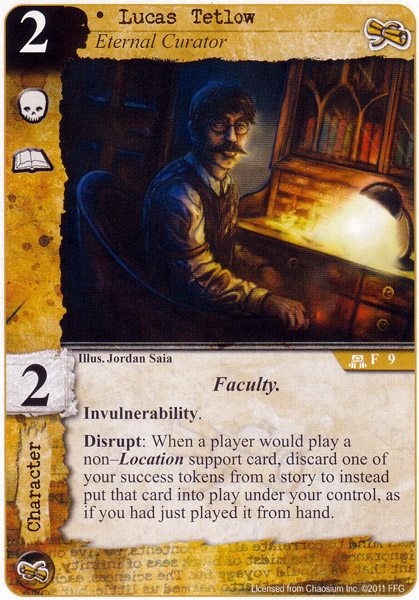 2
• Lucas Tetlow
Eternal Curator
Illus. Jordan Saia
F 9
2
Faculty.
Invulnerability.
Disrupt: When a player would play a
non–Location support card, discard one of
your success tokens from a story to instead
put that card into play under your control, as
if you had just played it from hand.
Character
Licensed from Chaosium Inc. ©2011 FFG